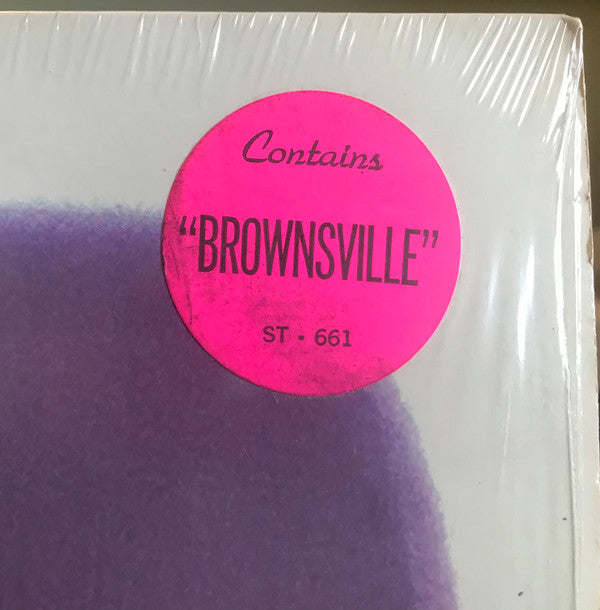 Contains
“BROWNSVILLE”
ST - 661